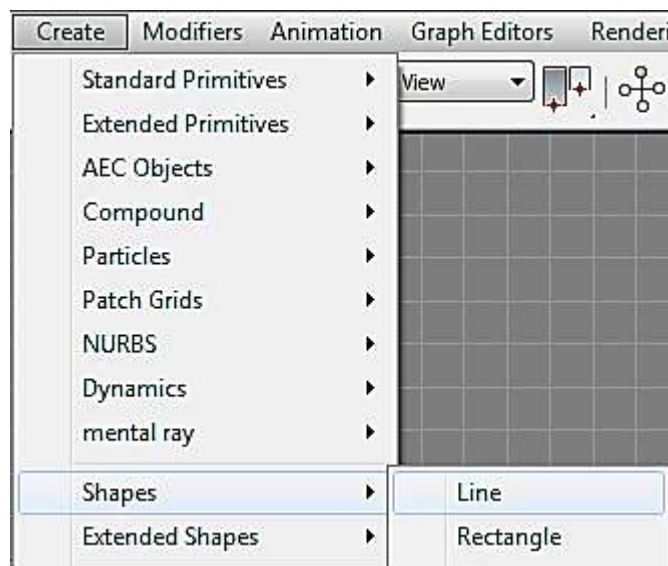 Create Modifiers Animation Graph Editors
Standard Primitives
View
Extended Primitives
AEC Objects
Compound
Particles
Patch Grids
NURBS
Dynamics
mental ray
Shapes
Line
Extended Shapes
Rectangle